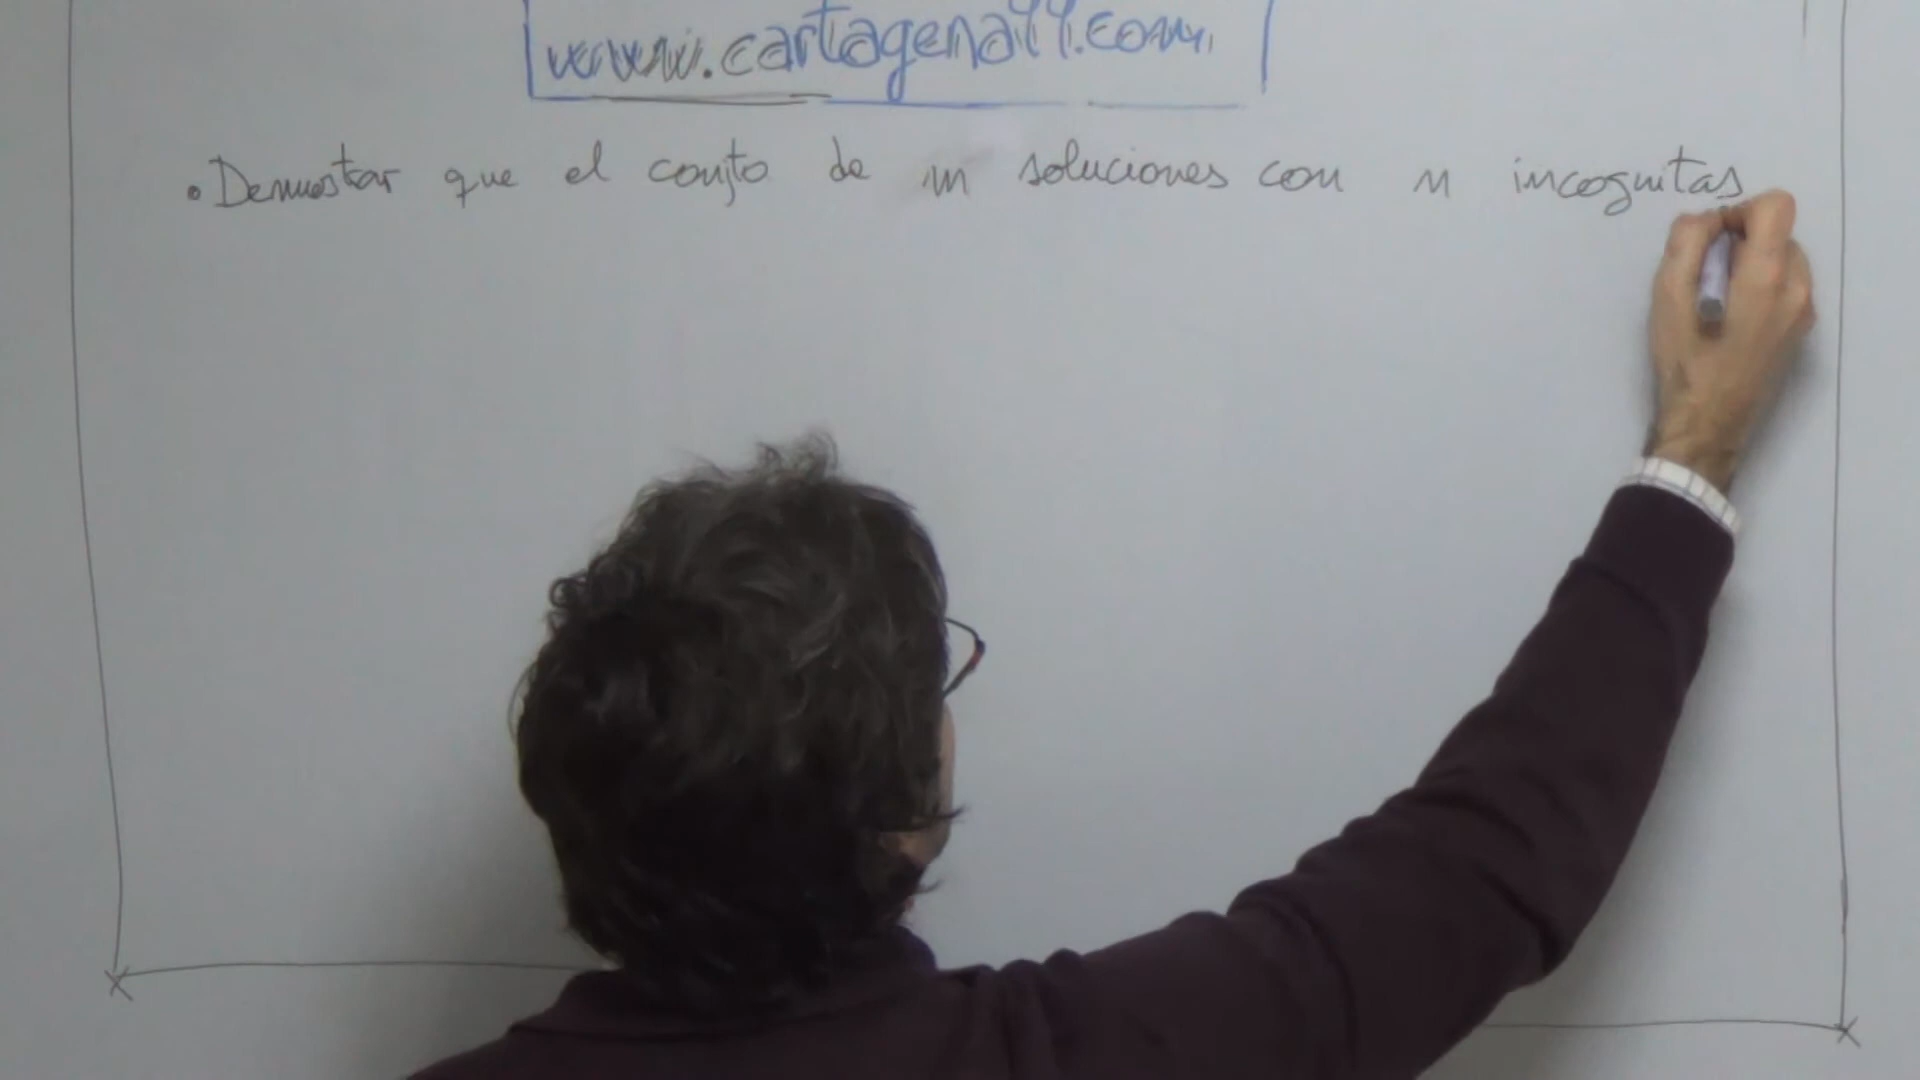 www.cartagena99.com
• Demostrar que el conjto de m soluciones con n incognitas